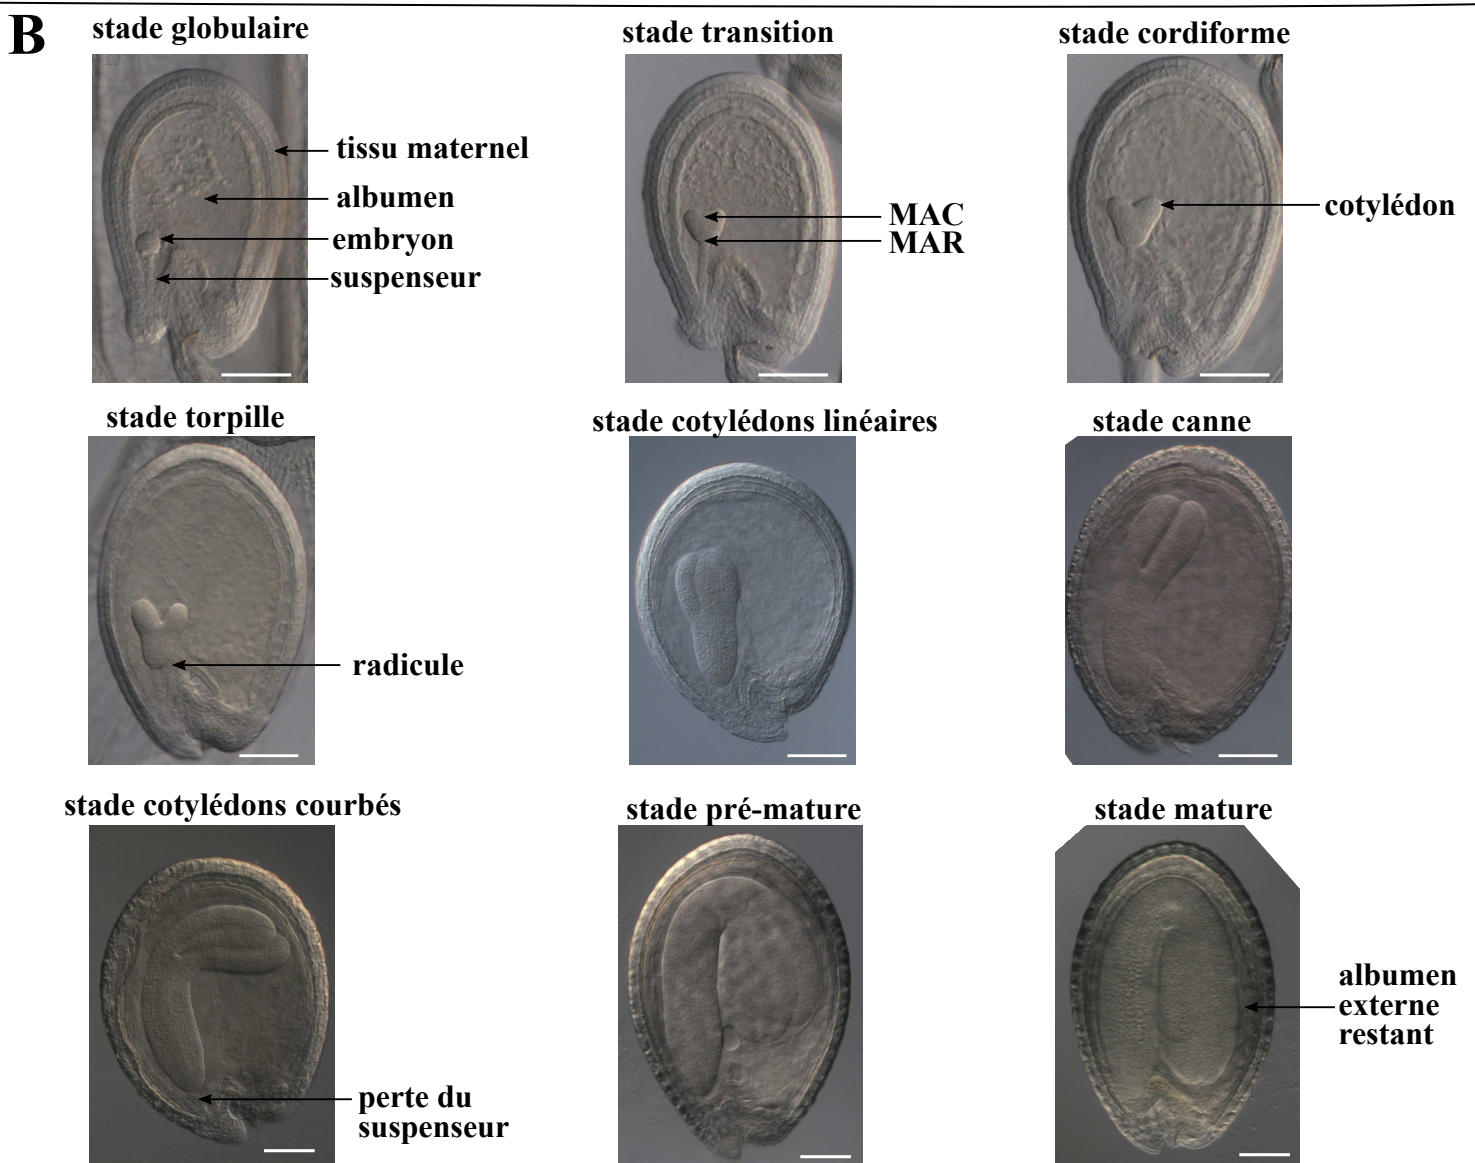 B
stade globulaire
stade transition
stade cordiforme
tissu maternel
albumen
embryon
suspenseur
MAC
MAR
cotylédon
stade torpille
stade cotylédons linéaires
stade canne
radicule
stade cotylédons courbés
stade pré-mature
stade mature
perte du
suspenseur
albumen
externe
restant